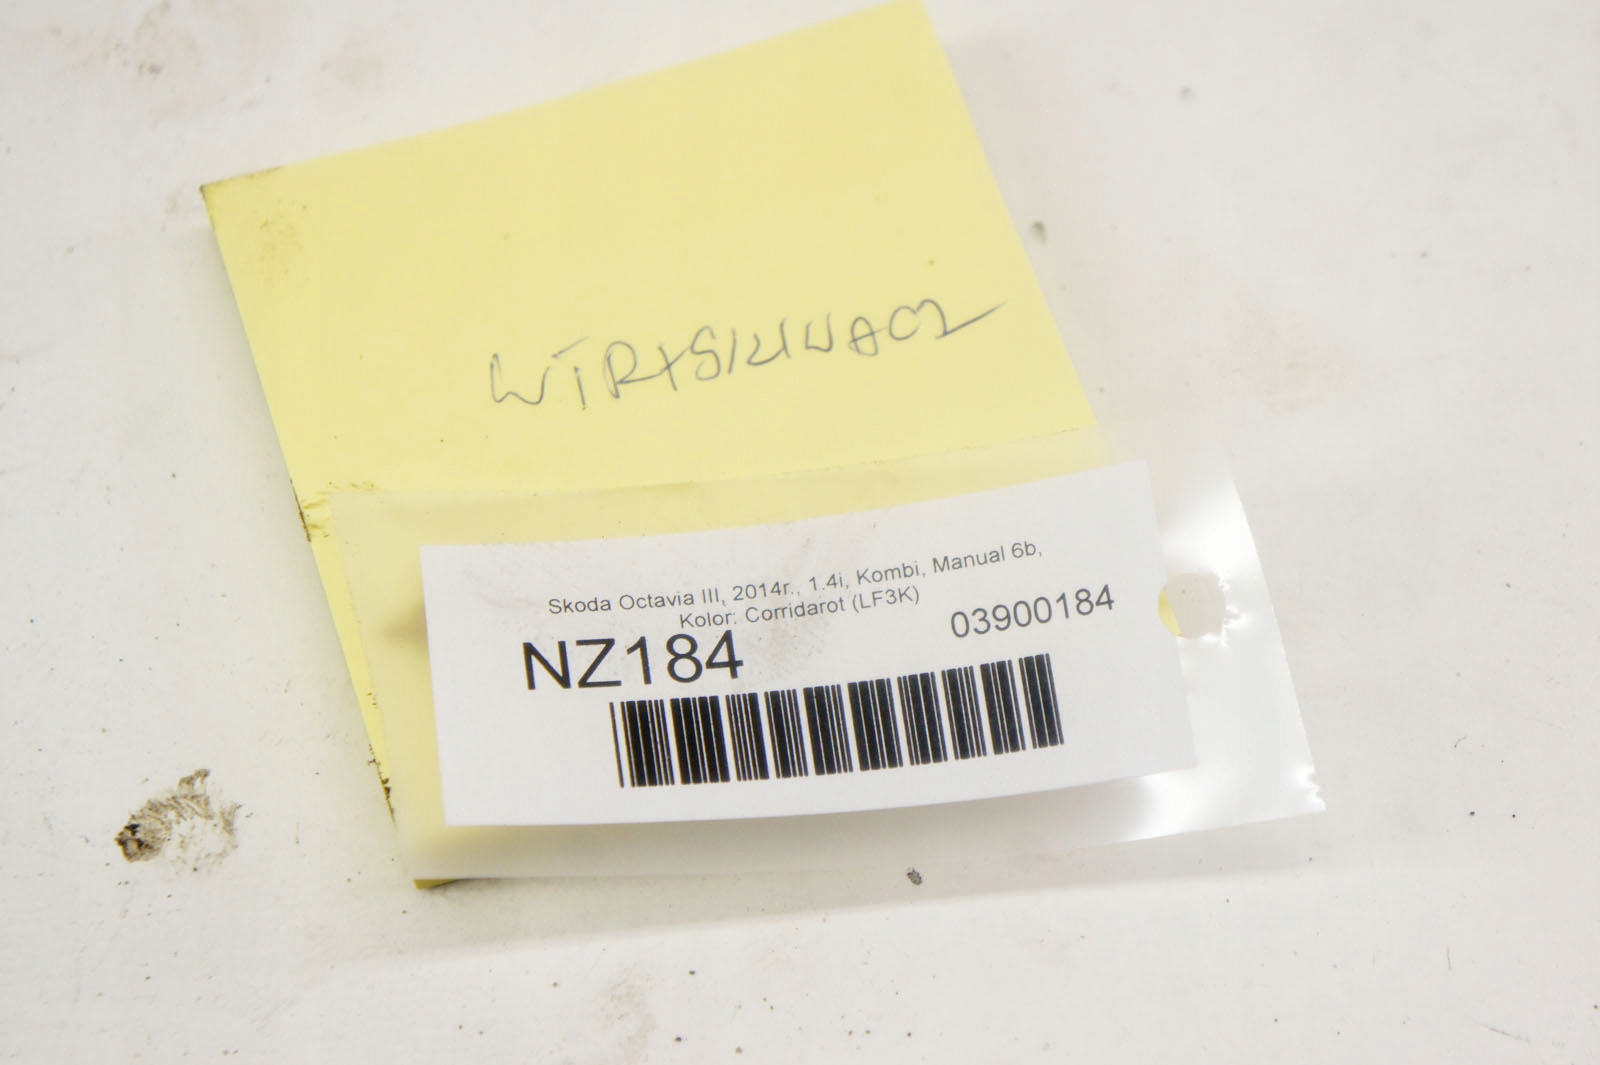 WTRYSKIWACZ
Skoda Octavia III, 2014r., 1.4i, Kombi, Manual 6b,
Kolor: Corridarot (LF3K)
NZ184
03900184